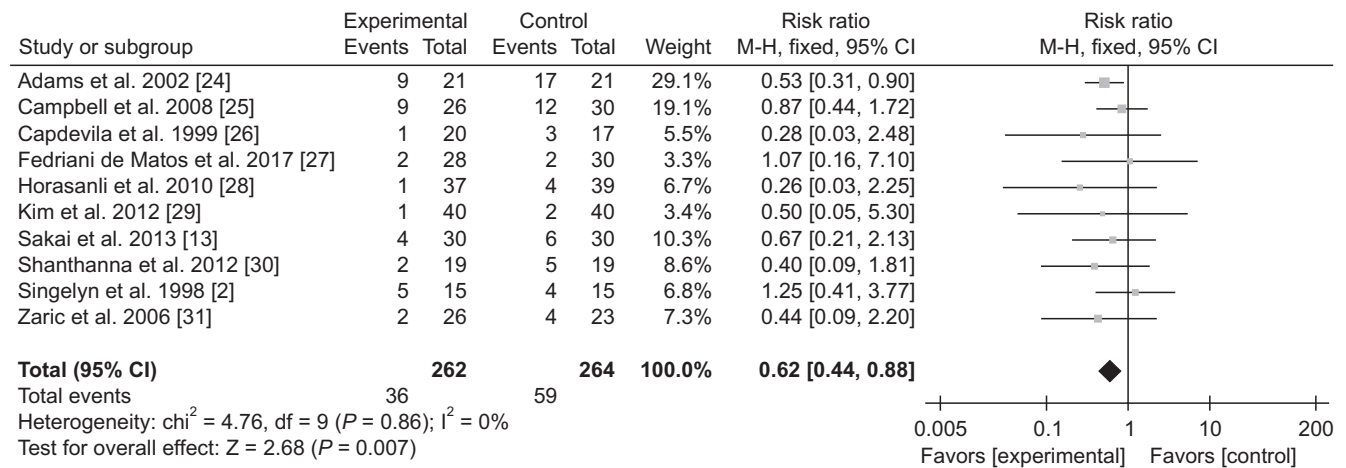 Experimental Control Risk ratio Risk ratio
Study or subgroup Events Total Events Total Weight M-H, fixed, 95% CI M-H, fixed, 95% CI
Adams et al. 2002 [24] 9 21 17 21 29.1% 0.53 [0.31, 0.90]
Campbell et al. 2008 [25] 9 26 12 30 19.1% 0.87 [0.44, 1.72]
Capdevila et al. 1999 [26] 1 20 3 17 5.5% 0.28 [0.03, 2.48]
Fedriani de Matos et al. 2017 [27] 2 28 2 30 3.3% 1.07 [0.16, 7.10]
Horasanli et al. 2010 [28] 1 37 4 39 6.7% 0.26 [0.03, 2.25]
Kim et al. 2012 [29] 1 40 2 40 3.4% 0.50 [0.05, 5.30]
Sakai et al. 2013 [13] 4 30 6 30 10.3% 0.67 [0.21, 2.13]
Shanthanna et al. 2012 [30] 2 19 5 19 8.6% 0.40 [0.09, 1.81]
Singelyn et al. 1998 [2] 5 15 4 15 6.8% 1.25 [0.41, 3.77]
Zaric et al. 2006 [31] 2 26 4 23 7.3% 0.44 [0.09, 2.20]
Total (95% CI) 262 264 100.0% 0.62 [0.44, 0.88]
Total events 36 59
Heterogeneity: chi² = 4.76, df = 9 (P = 0.86); I² = 0%
Test for overall effect: Z = 2.68 (P = 0.007)
0.005 0.1 1 10 200
Favors [experimental] Favors [control]